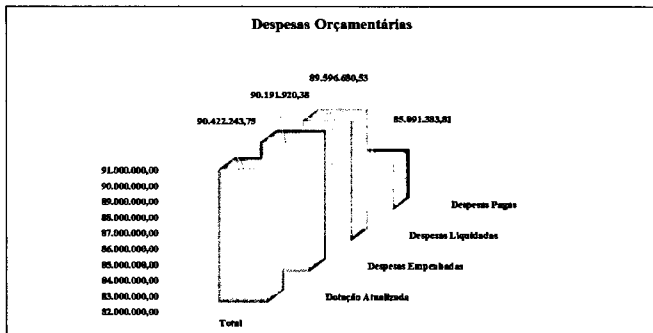 Despesas Orçamentárias
89.596.680,53
90.191.920,38
90.422.243,75
85.091.383,81
91.000.000,00
90.000.000,00
89.000.000,00
88.000.000,00
87.000.000,00
86.000.000,00
85.000.000,00
84.000.000,00
83.000.000,00
82.000.000,00
Despesas Pagas
Despesas Liquidadas
Despesas Empenhadas
Dotação Atualizada
Total